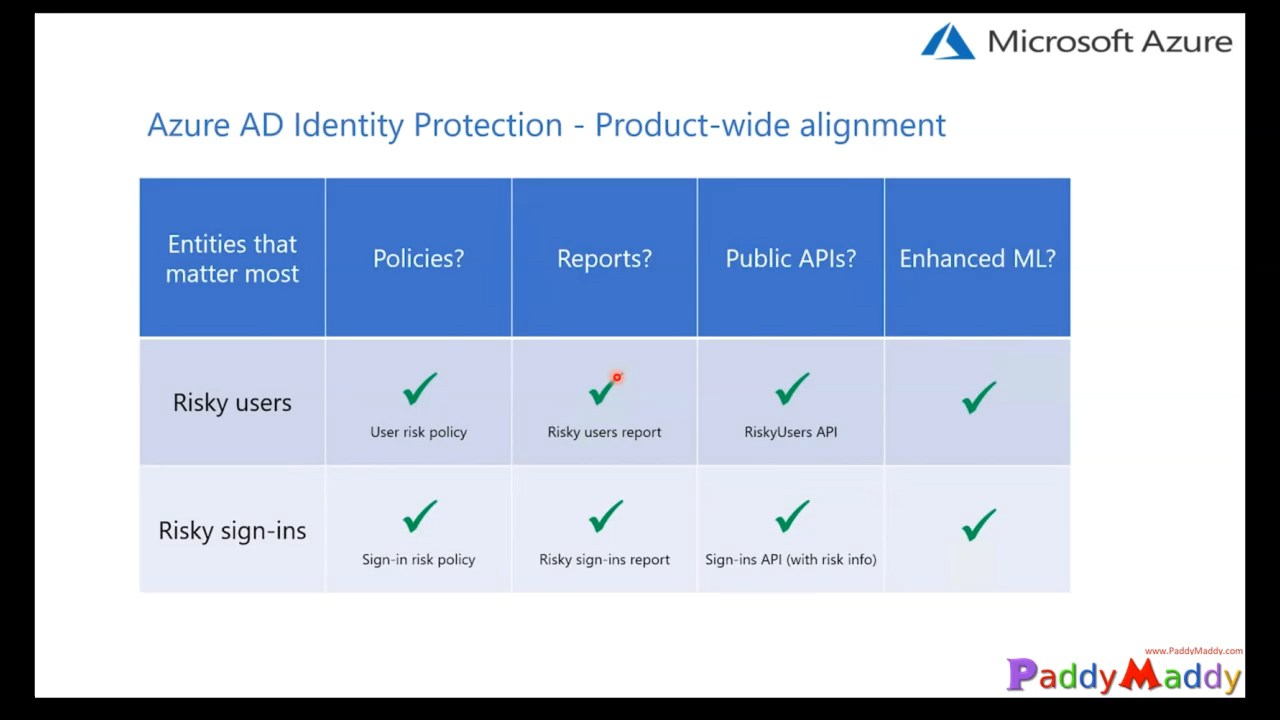 Microsoft Azure
Azure AD Identity Protection - Product-wide alignment
Entities that
matter most
Policies?
Reports?
Public APIs?
Enhanced ML?
Risky users
User risk policy
Risky users report
RiskyUsers API
Risky sign-ins
Sign-in risk policy
Risky sign-ins report
Sign-ins API (with risk info)
www.PaddyMaddy.com
PaddyMaddy